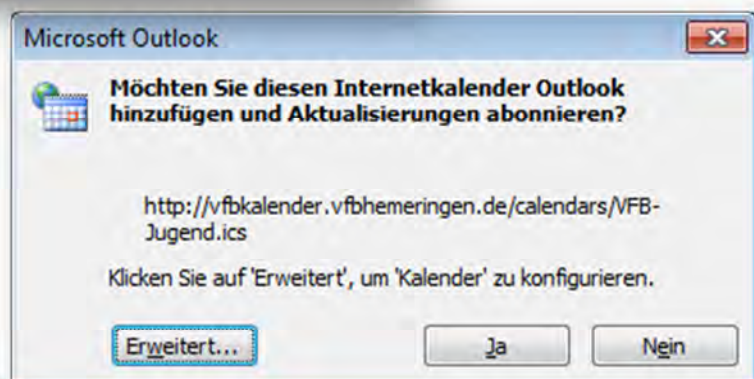 Microsoft Outlook
Möchten Sie diesen Internetkalender Outlook
hinzufügen und Aktualisierungen abonnieren?
http://vfbkalender.vfbhemeringen.de/calendars/VFB-
Jugend.ics
Klicken Sie auf 'Erweitert', um 'Kalender' zu konfigurieren.
Erweitert... Ja Nein